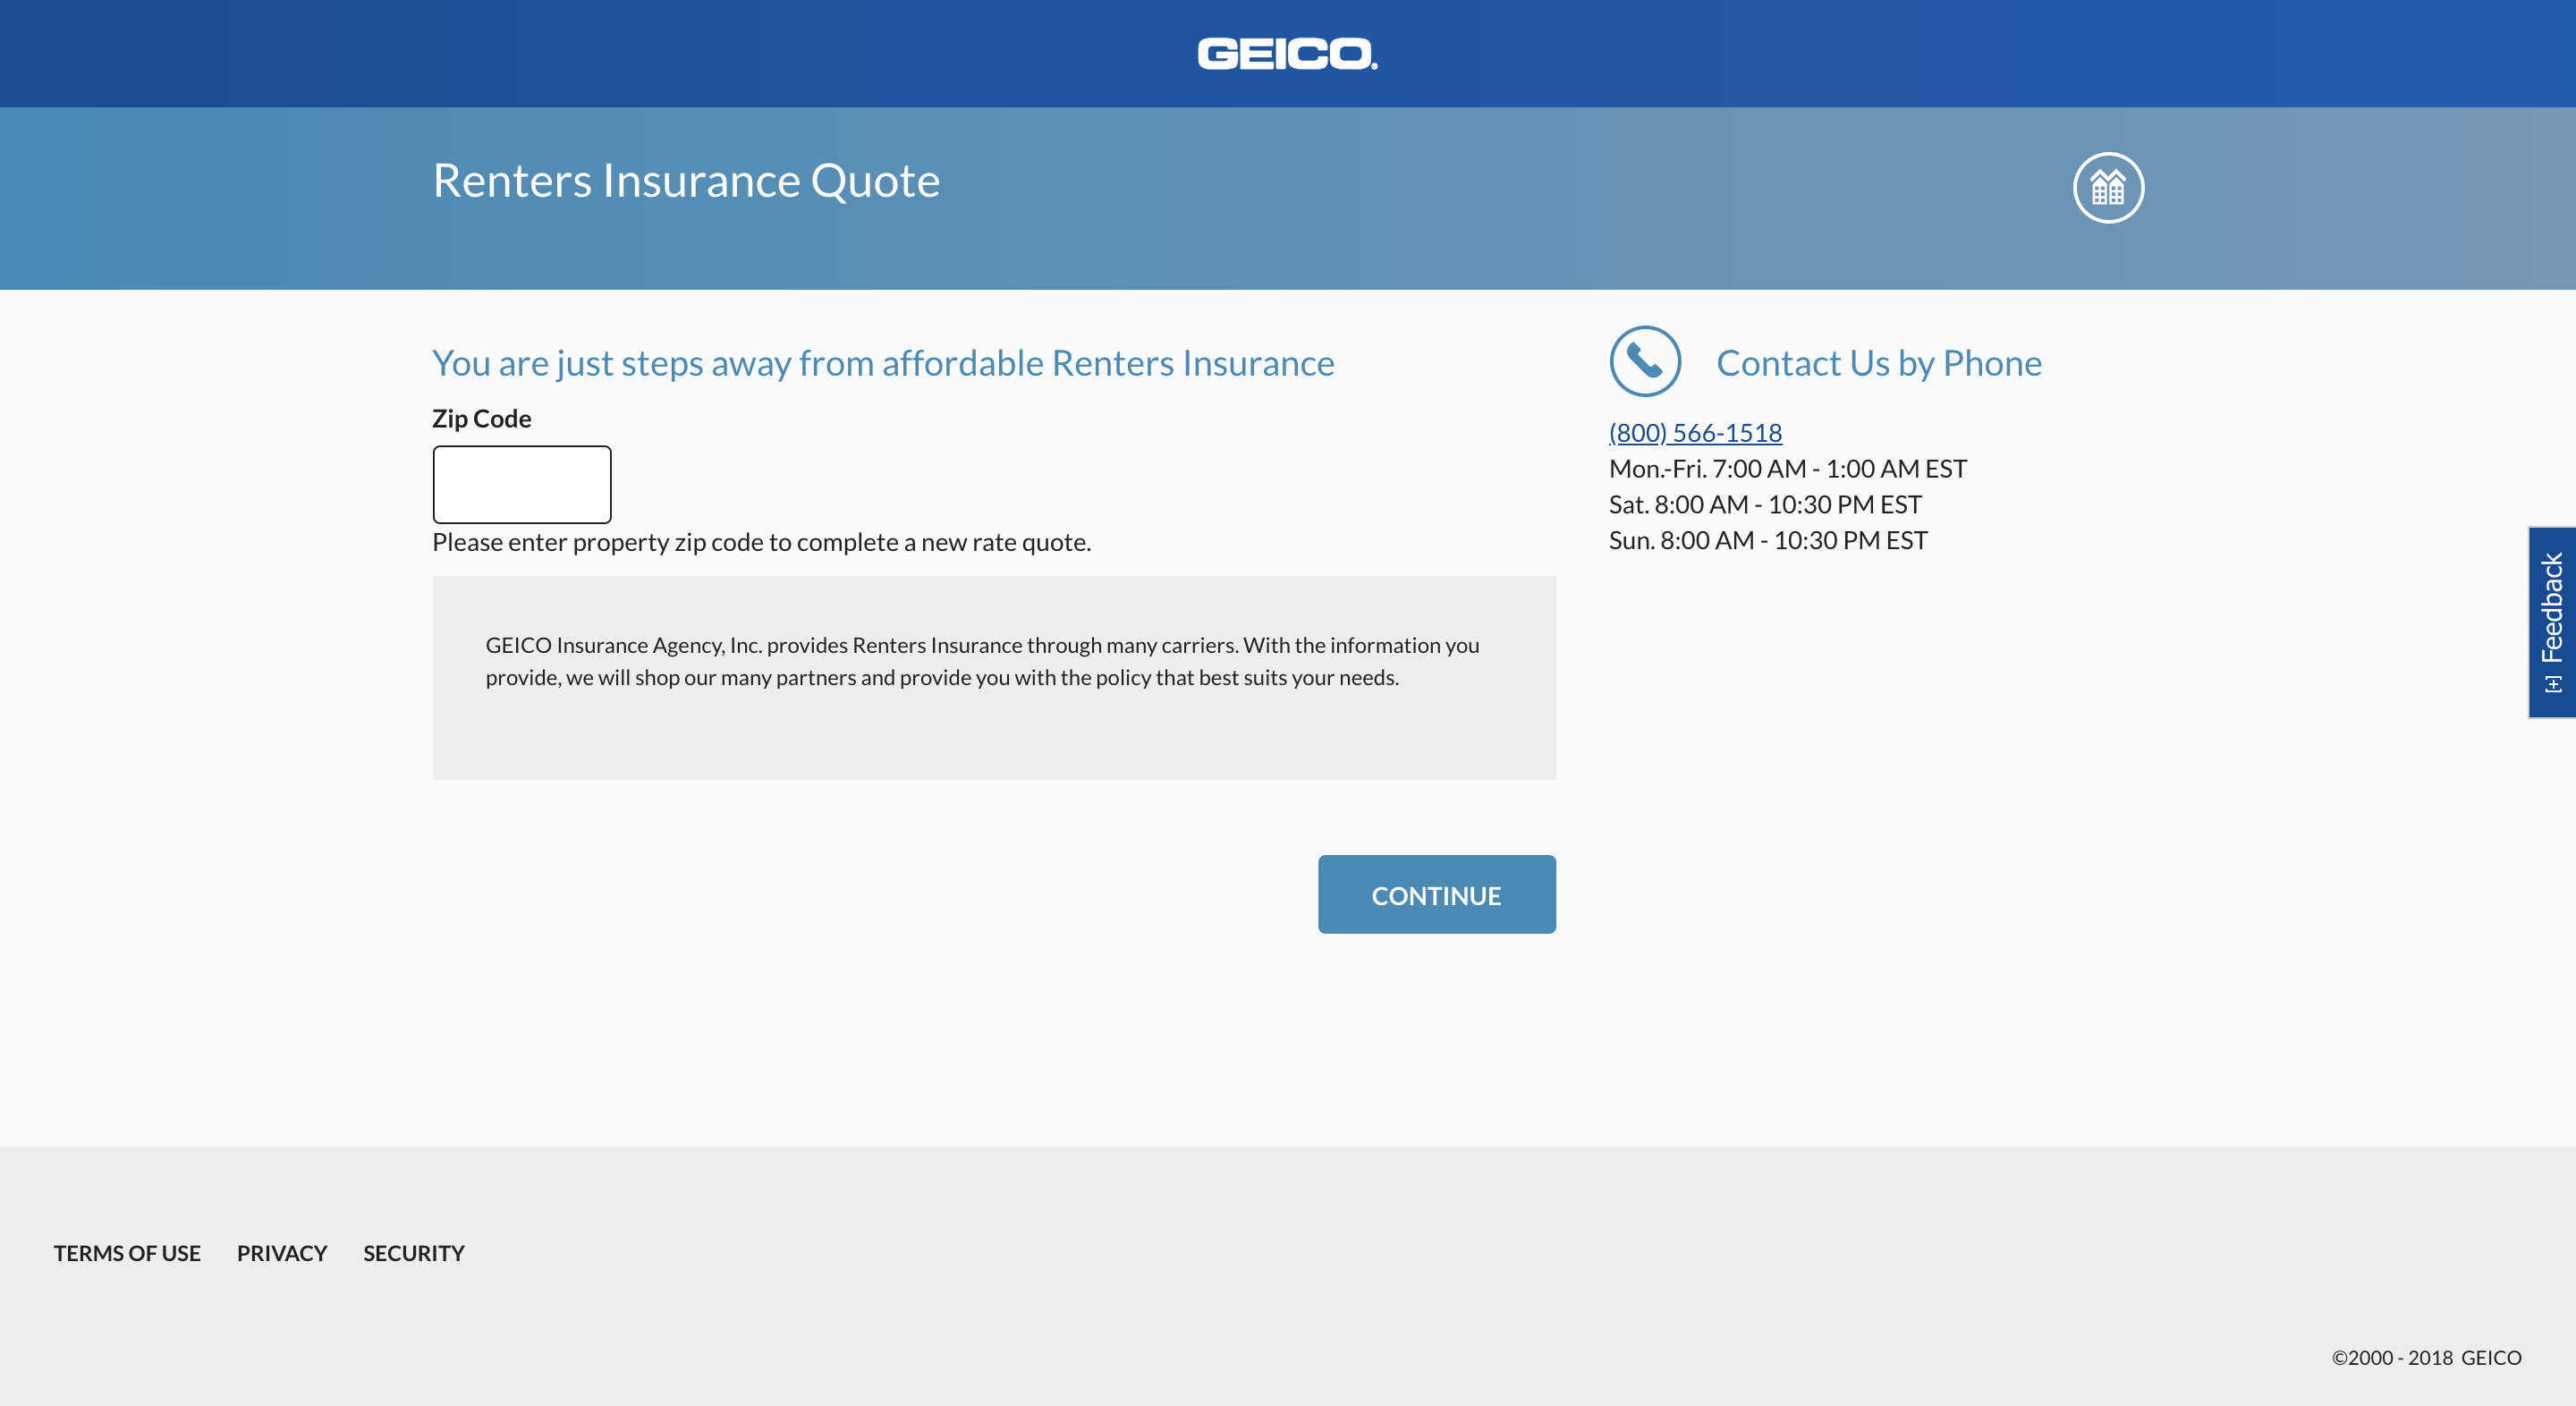 GEICO.
Renters Insurance Quote
You are just steps away from affordable Renters Insurance
Zip Code
Please enter property zip code to complete a new rate quote.
GEICO Insurance Agency, Inc. provides Renters Insurance through many carriers. With the information you
provide, we will shop our many partners and provide you with the policy that best suits your needs.
CONTINUE
Contact Us by Phone
(800) 566-1518
Mon.-Fri. 7:00 AM - 1:00 AM EST
Sat. 8:00 AM - 10:30 PM EST
Sun. 8:00 AM - 10:30 PM EST
[+] Feedback
TERMS OF USE PRIVACY SECURITY
©2000 - 2018 GEICO